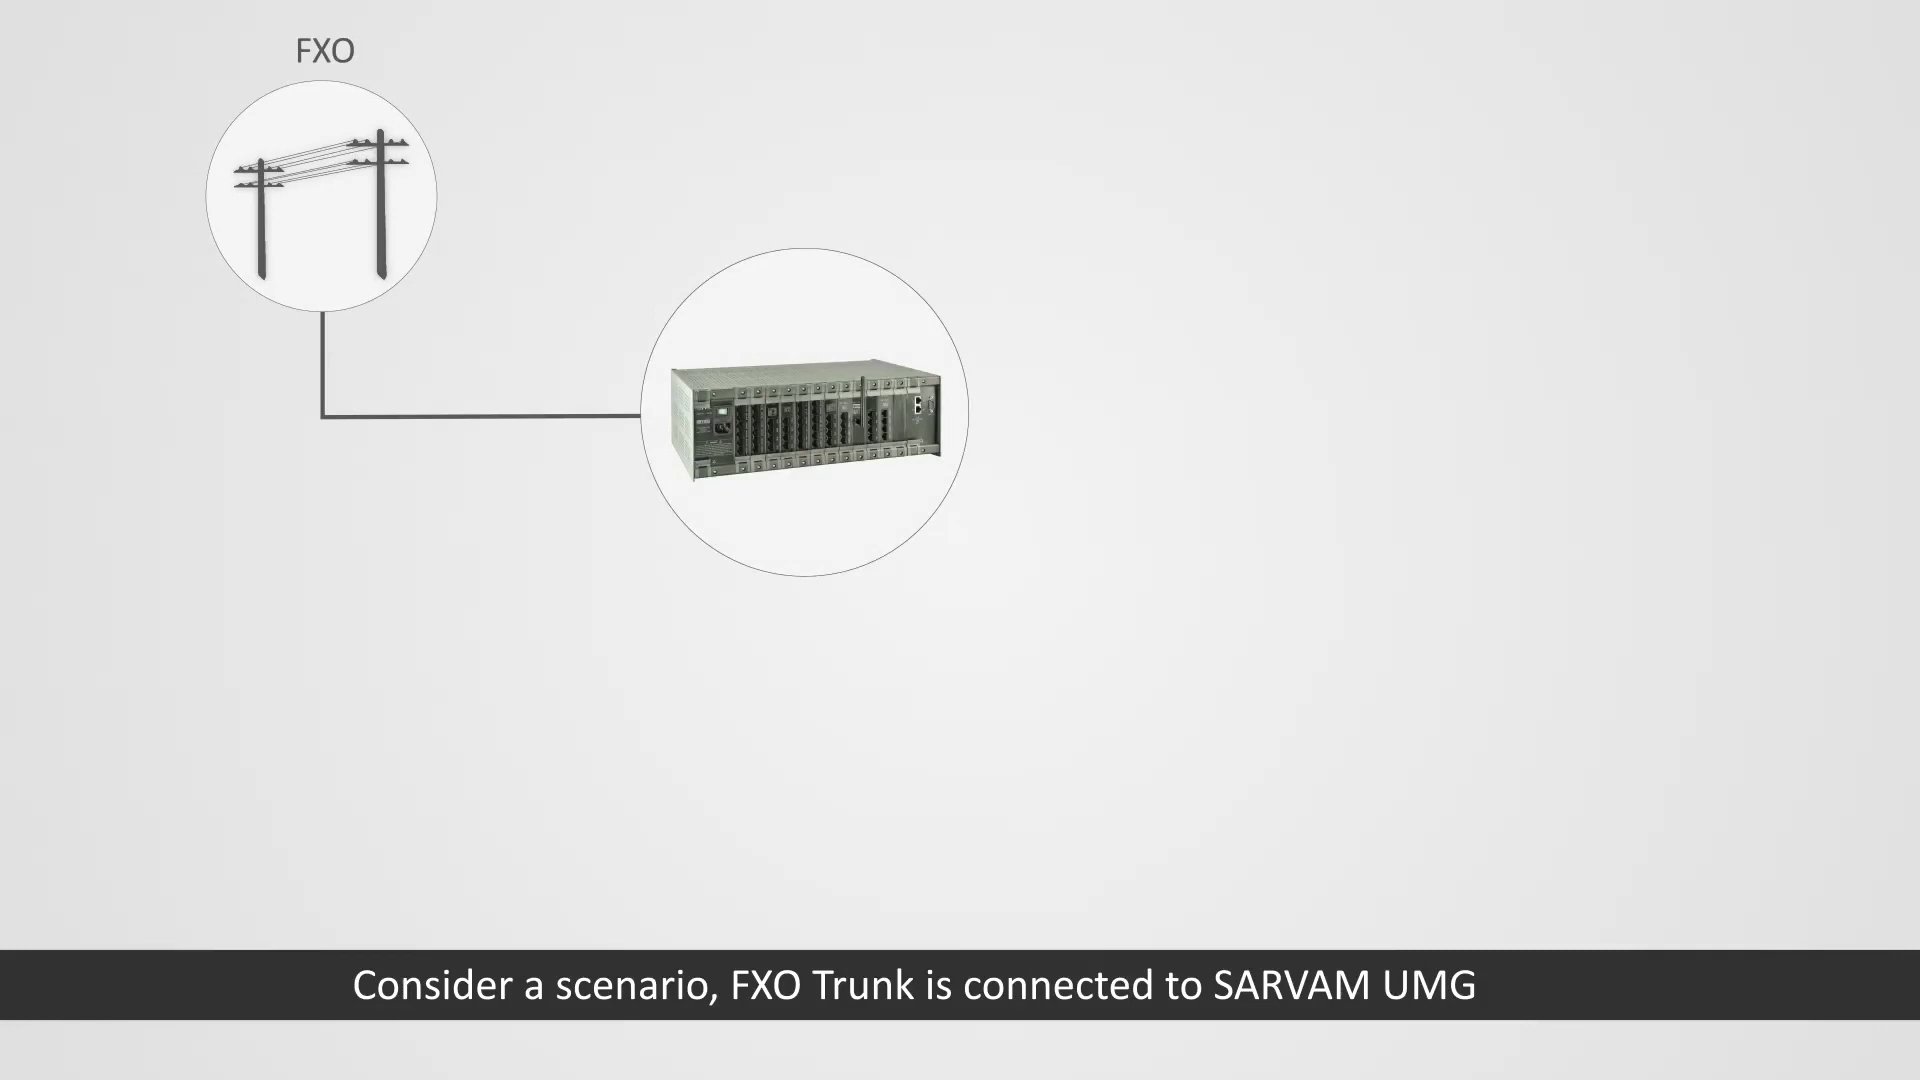 FXO
Consider a scenario, FXO Trunk is connected to SARVAM UMG